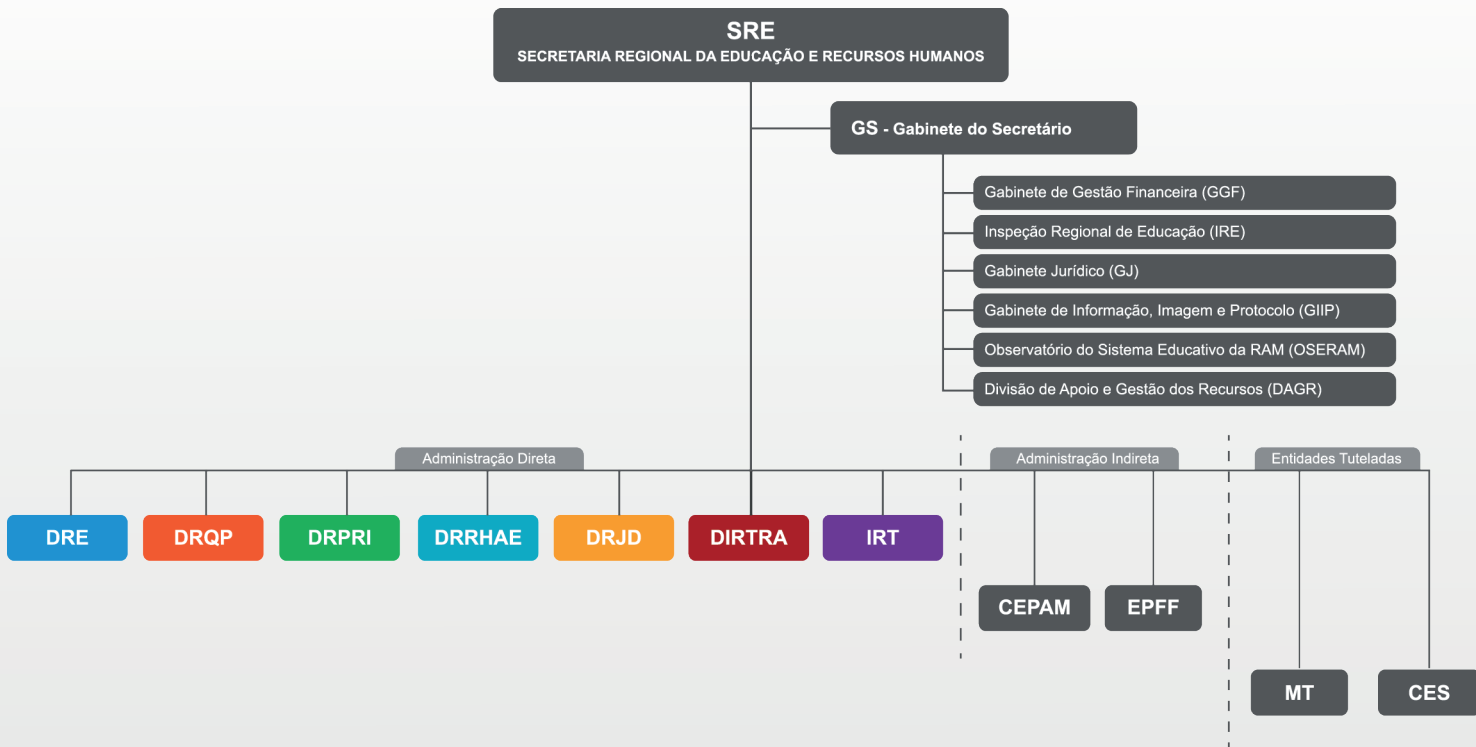 SRE
SECRETARIA REGIONAL DA EDUCAÇÃO E RECURSOS HUMANOS
GS - Gabinete do Secretário
Gabinete de Gestão Financeira (GGF)
Inspeção Regional de Educação (IRE)
Gabinete Jurídico (GJ)
Gabinete de Informação, Imagem e Protocolo (GIIP)
Observatório do Sistema Educativo da RAM (OSERAM)
Divisão de Apoio e Gestão dos Recursos (DAGR)
Administração Direta
Administração Indireta
Entidades Tuteladas
DRE
DRQP
DRPRI
DRRHAE
DRJD
DIRTRA
IRT
CEPAM
EPFF
MT
CES